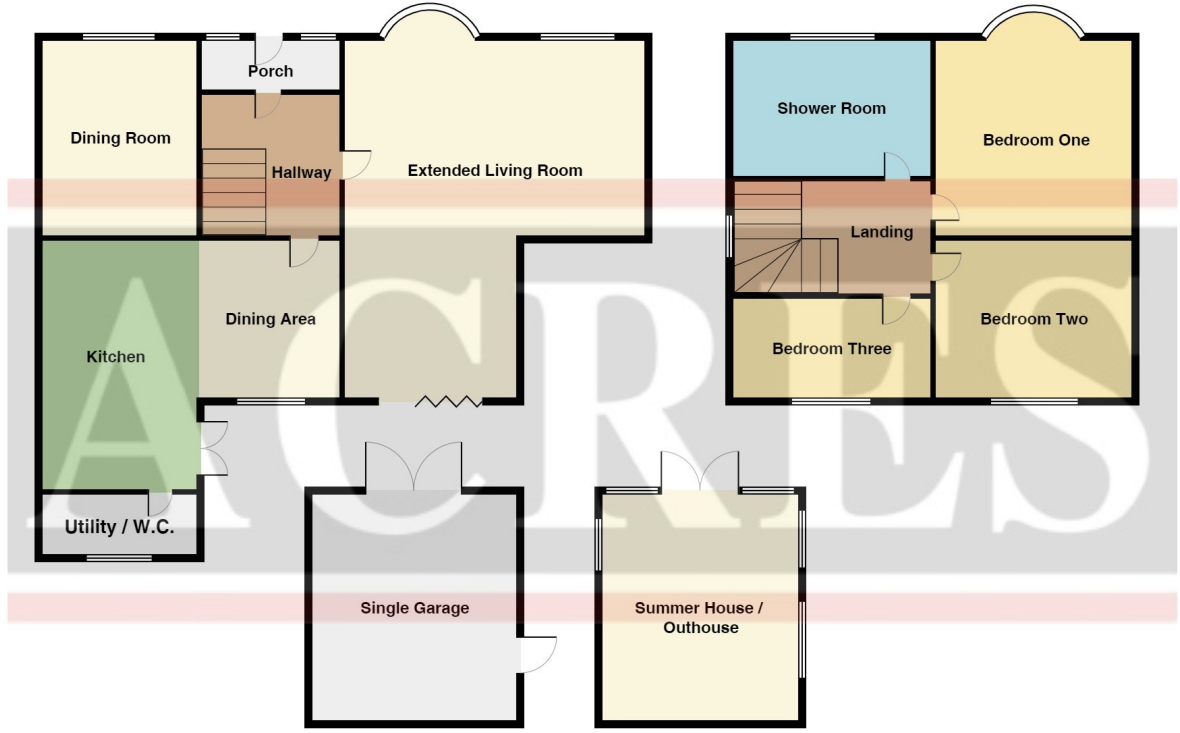 Porch
Dining Room
Hallway
Extended Living Room
Dining Area
Kitchen
Utility / W.C.
Shower Room
Bedroom One
Landing
Bedroom Two
Bedroom Three
Single Garage
Summer House /
Outhouse
ACRES